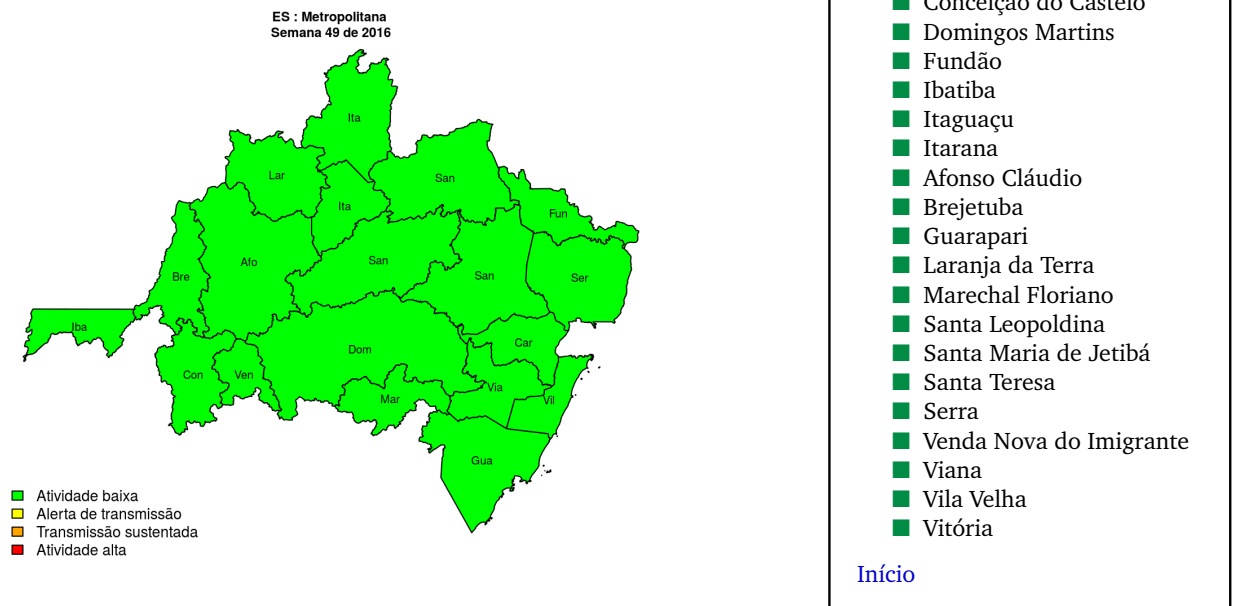 ES : Metropolitana
Semana 49 de 2016
Ita
Lar
San
Ita
Fun
Afo
San
San
Ser
Bre
Iba
Car
Dom
Con
Ven
Via
Mar
Vil
Gua
Atividade baixa
Alerta de transmissão
Transmissão sustentada
Atividade alta
Conceição do Castelo
Domingos Martins
Fundão
Ibatiba
Itaguaçu
Itarana
Afonso Cláudio
Brejetuba
Guarapari
Laranja da Terra
Marechal Floriano
Santa Leopoldina
Santa Maria de Jetibá
Santa Teresa
Serra
Venda Nova do Imigrante
Viana
Vila Velha
Vitória
Início